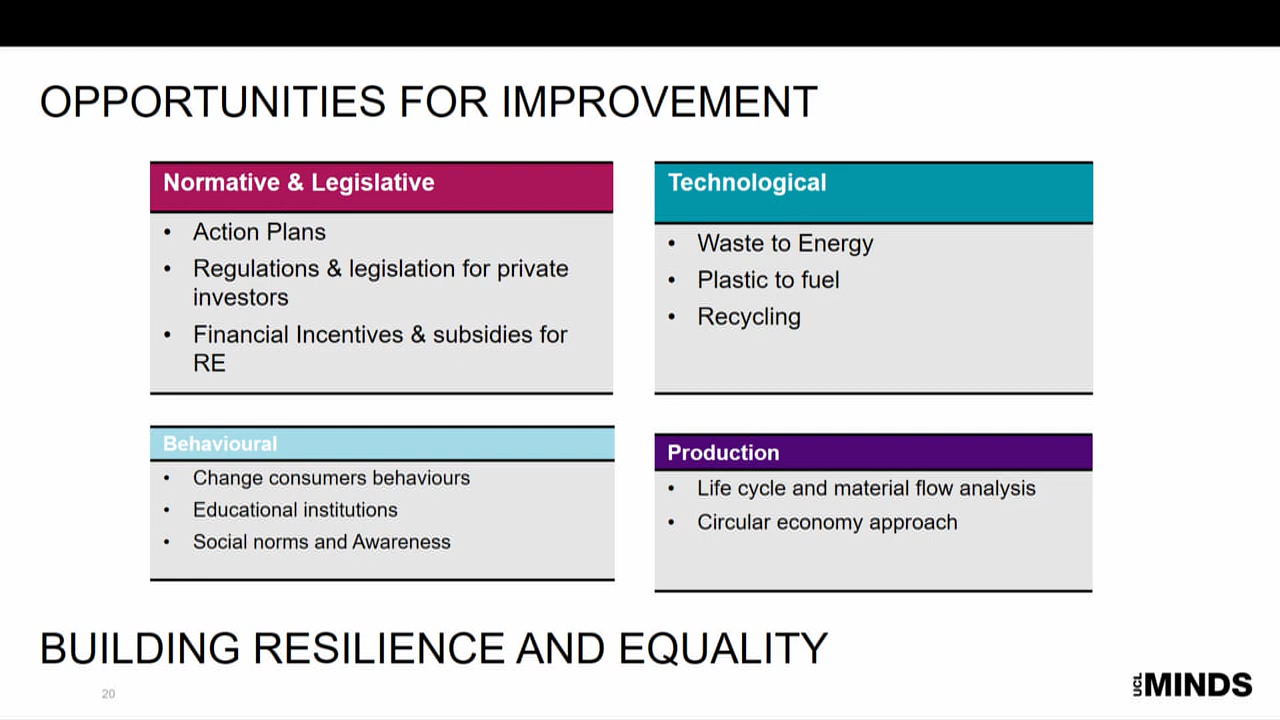 OPPORTUNITIES FOR IMPROVEMENT
Normative & Legislative
• Action Plans
• Regulations & legislation for private
investors
• Financial Incentives & subsidies for
RE
Technological
• Waste to Energy
• Plastic to fuel
• Recycling
Behavioural
• Change consumers behaviours
• Educational institutions
• Social norms and Awareness
Production
• Life cycle and material flow analysis
• Circular economy approach
BUILDING RESILIENCE AND EQUALITY
20
UCL MINDS